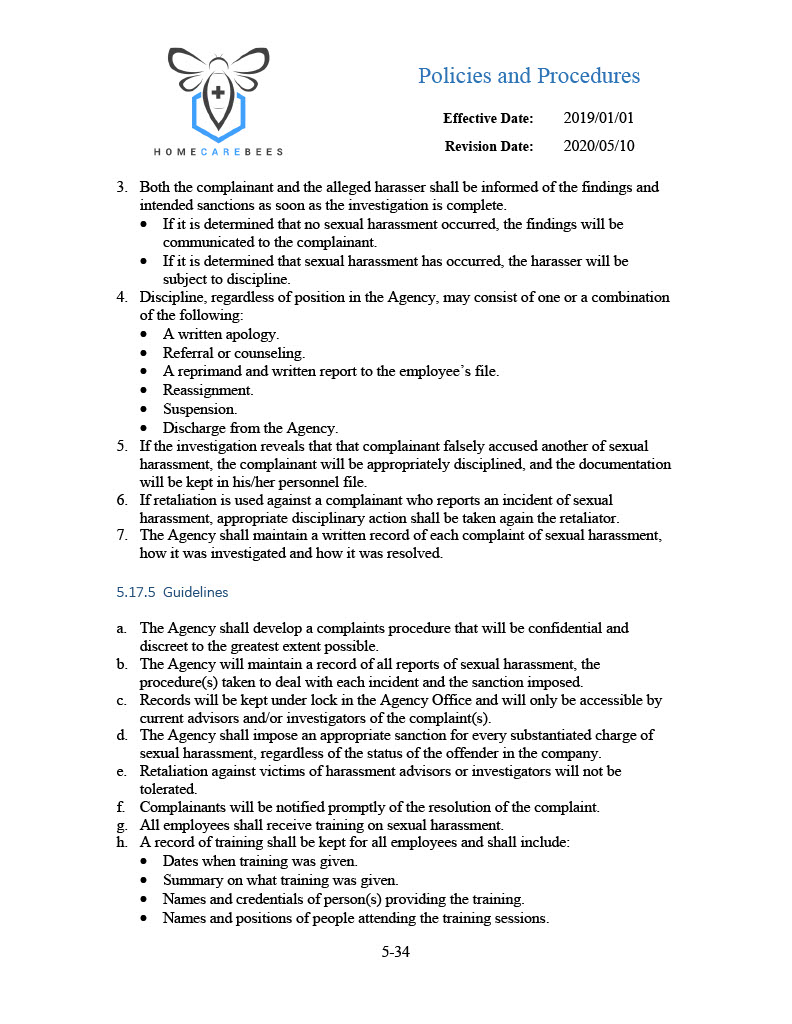 Policies and Procedures
Effective Date: 2019/01/01
Revision Date: 2020/05/10
HOMECAREBEES
3. Both the complainant and the alleged harasser shall be informed of the findings and
intended sanctions as soon as the investigation is complete.
• If it is determined that no sexual harassment occurred, the findings will be
communicated to the complainant.
• If it is determined that sexual harassment has occurred, the harasser will be
subject to discipline.
4. Discipline, regardless of position in the Agency, may consist of one or a combination
of the following:
• A written apology.
• Referral or counseling.
• A reprimand and written report to the employee’s file.
• Reassignment.
• Suspension.
• Discharge from the Agency.
5. If the investigation reveals that that complainant falsely accused another of sexual
harassment, the complainant will be appropriately disciplined, and the documentation
will be kept in his/her personnel file.
6. If retaliation is used against a complainant who reports an incident of sexual
harassment, appropriate disciplinary action shall be taken again the retaliator.
7. The Agency shall maintain a written record of each complaint of sexual harassment,
how it was investigated and how it was resolved.
5.17.5 Guidelines
a. The Agency shall develop a complaints procedure that will be confidential and
discreet to the greatest extent possible.
b. The Agency will maintain a record of all reports of sexual harassment, the
procedure(s) taken to deal with each incident and the sanction imposed.
c. Records will be kept under lock in the Agency Office and will only be accessible by
current advisors and/or investigators of the complaint(s).
d. The Agency shall impose an appropriate sanction for every substantiated charge of
sexual harassment, regardless of the status of the offender in the company.
e. Retaliation against victims of harassment advisors or investigators will not be
tolerated.
f. Complainants will be notified promptly of the resolution of the complaint.
g. All employees shall receive training on sexual harassment.
h. A record of training shall be kept for all employees and shall include:
• Dates when training was given.
• Summary on what training was given.
• Names and credentials of person(s) providing the training.
• Names and positions of people attending the training sessions.
5-34